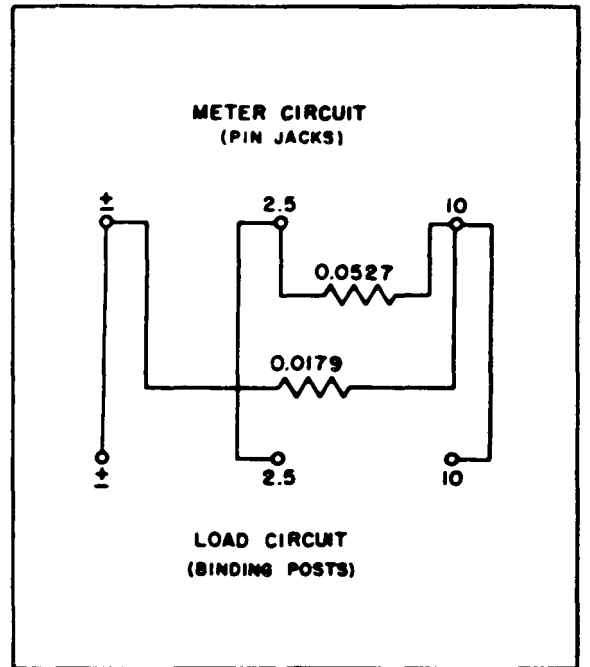 METER CIRCUIT
(PIN JACKS)
±
2.5
10
0.0527
0.0179
±
2.5
10
LOAD CIRCUIT
(BINDING POSTS)